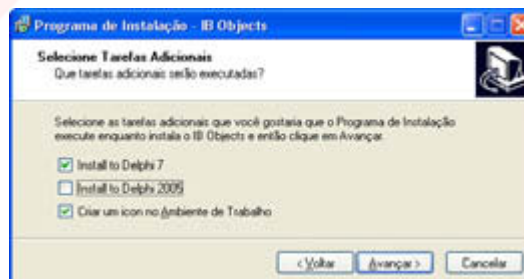 Programa de Instalação - IB Objects
Selecione Tarefas Adicionais
Que tarefas adicionais serão executadas?
Selecione as tarefas adicionais que você gostaria que o Programa de Instalação
execute enquanto instala o IB Objects e então clique em Avançar.
Install to Delphi 7
Install to Delphi 2005
Criar um icon no Ambiente de Trabalho
< Voltar
Avançar >
Cancelar